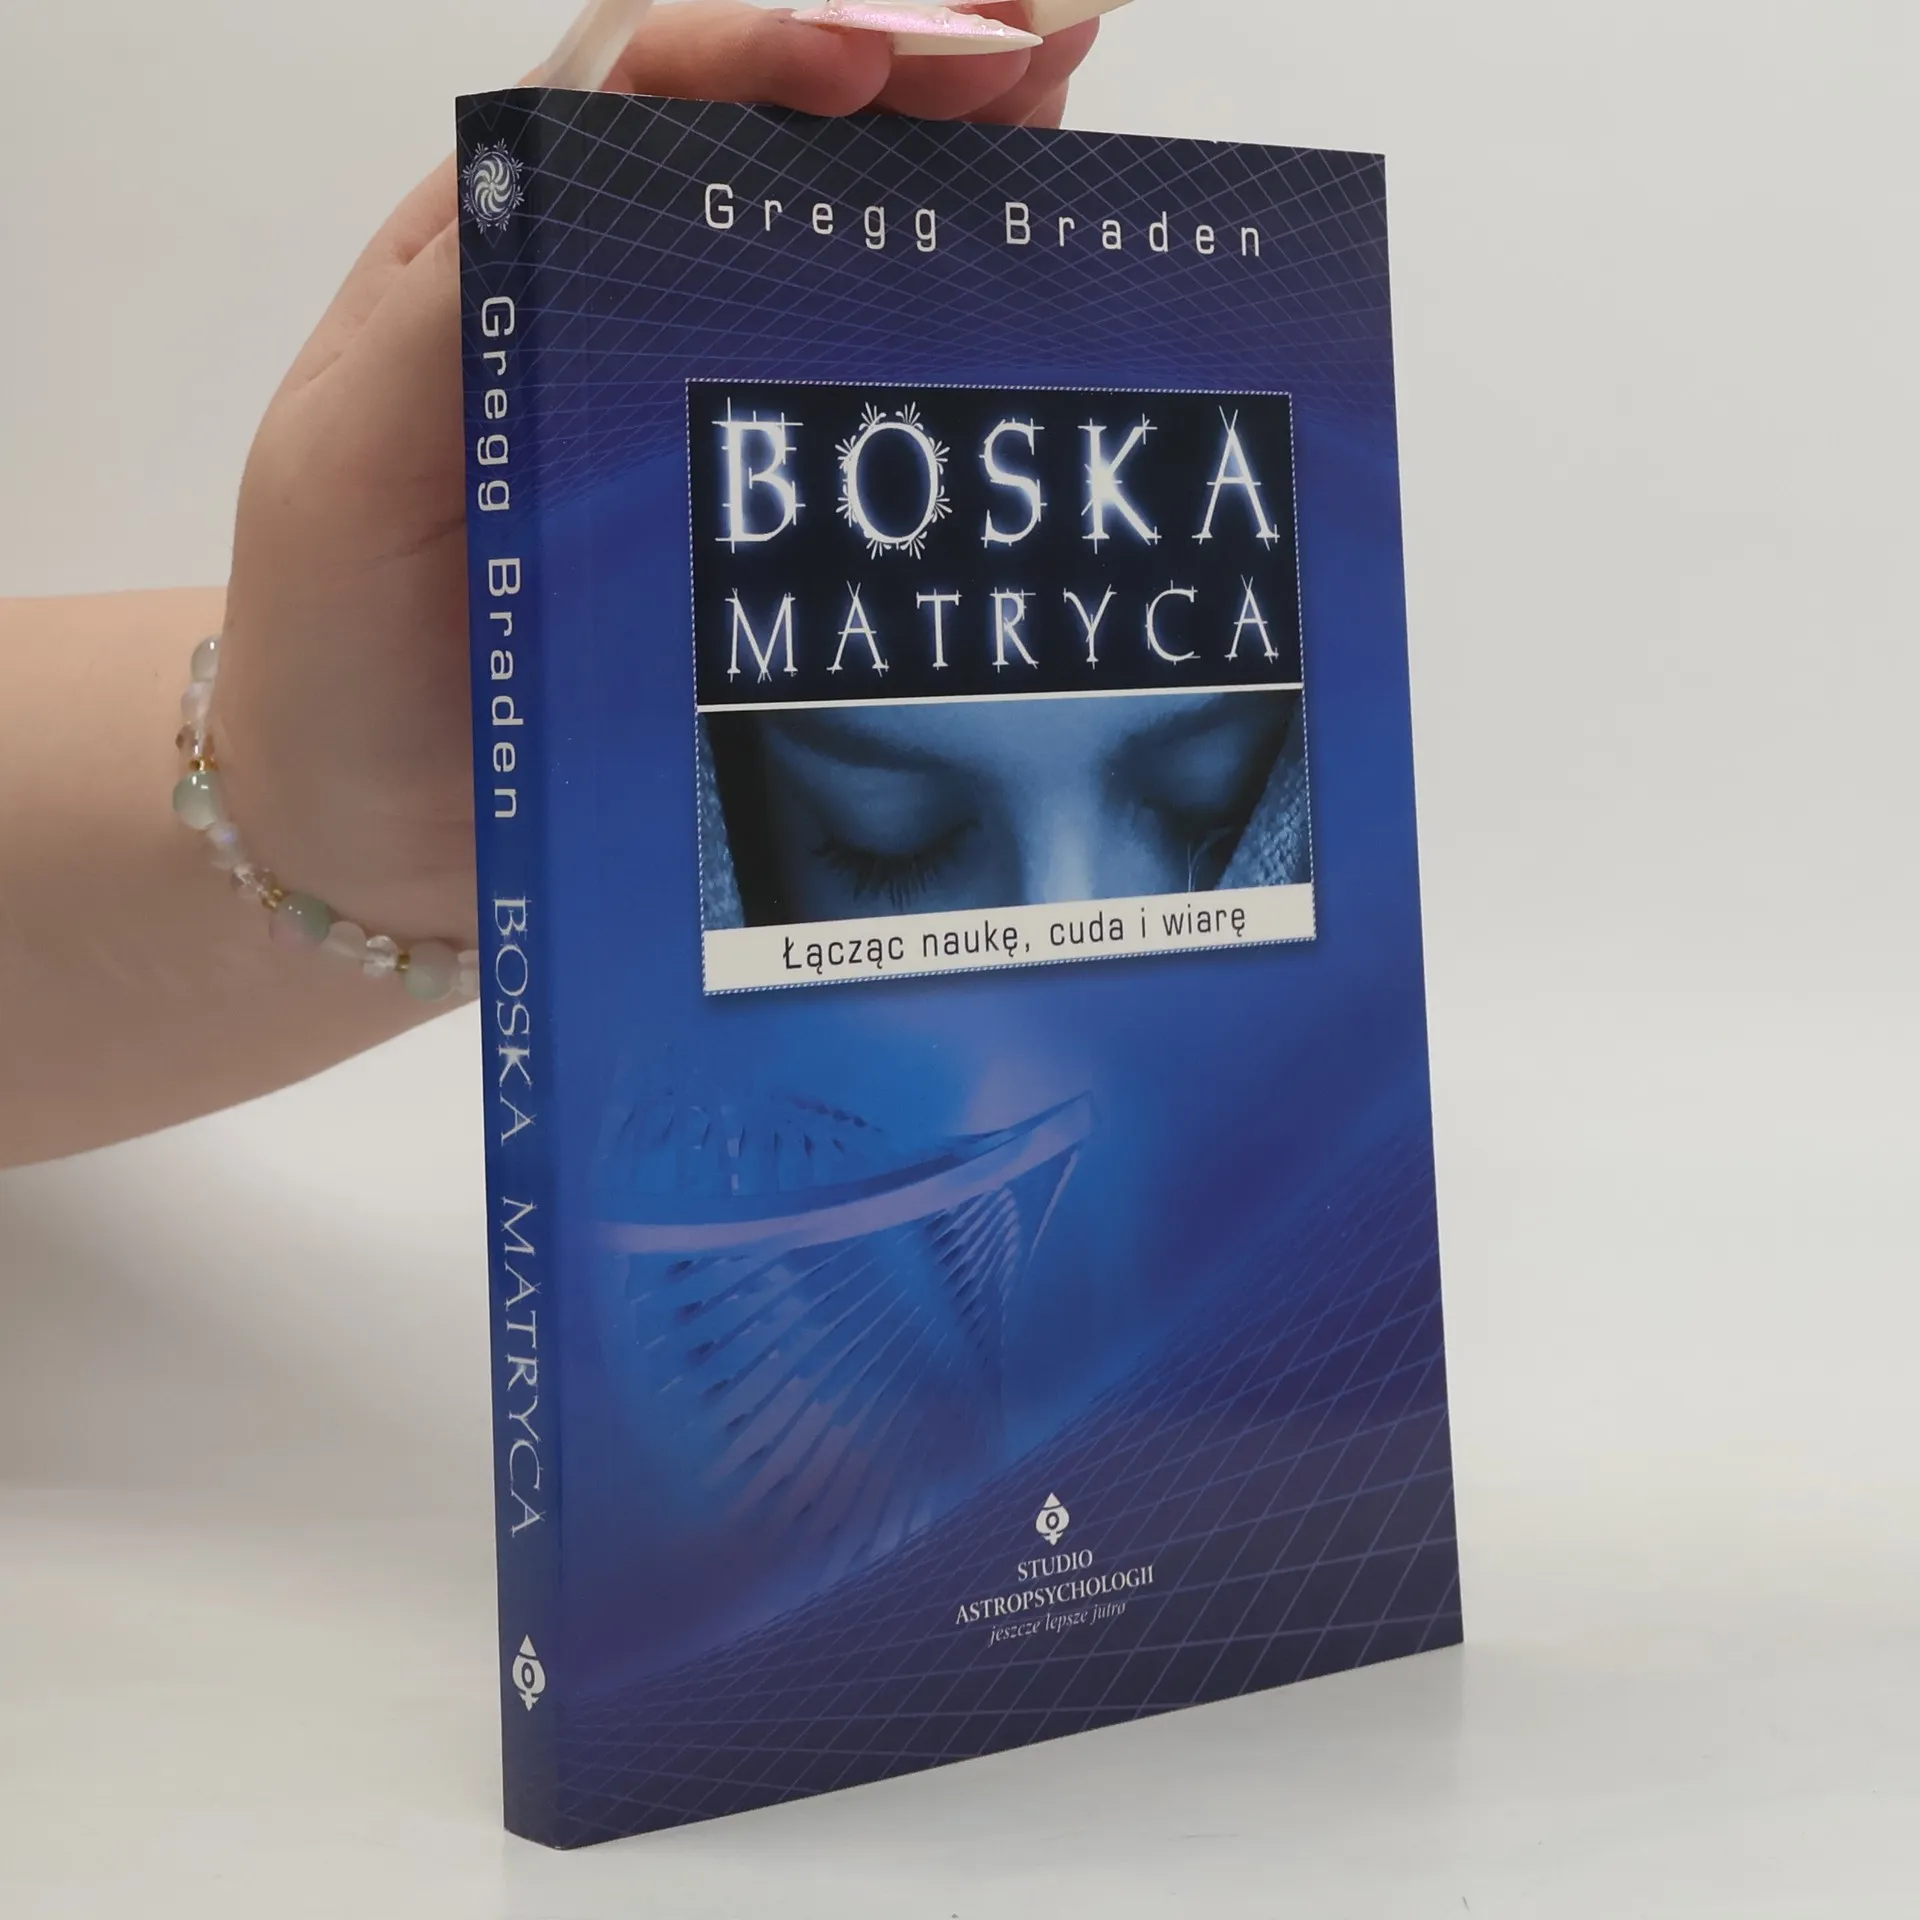 Gregg Braden
BOSKA
MATRYCA
Łącząc naukę, cuda i wiarę
STUDIO
ASTROPSYCHOLOGII
jeszcze lepsze jutro
Gregg Braden BOSKA MATRYCA